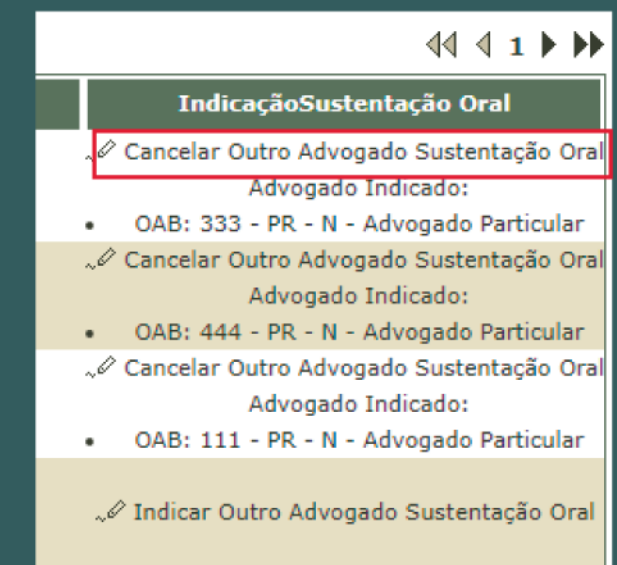 1
IndicaçãoSustentação Oral
Cancelar Outro Advogado Sustentação Oral
Advogado Indicado:
• OAB: 333 - PR - N - Advogado Particular
Cancelar Outro Advogado Sustentação Oral
Advogado Indicado:
• OAB: 444 - PR - N - Advogado Particular
Cancelar Outro Advogado Sustentação Oral
Advogado Indicado:
• OAB: 111 - PR - N - Advogado Particular
Indicar Outro Advogado Sustentação Oral